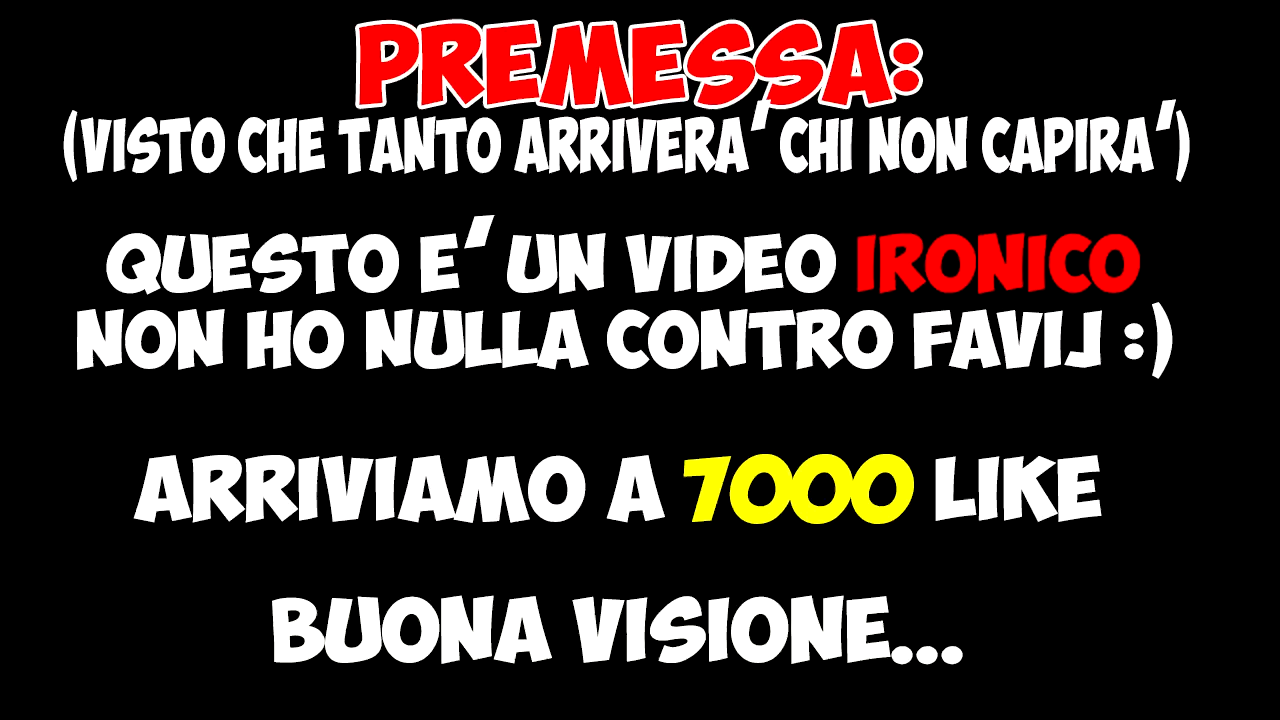 PREMESSA:
(VISTO CHE TANTO ARRIVERA' CHI NON CAPIRA')
QUESTO E' UN VIDEO IRONICO
NON HO NULLA CONTRO FAVIJ :)
ARRIVIAMO A 7000 LIKE
BUONA VISIONE...